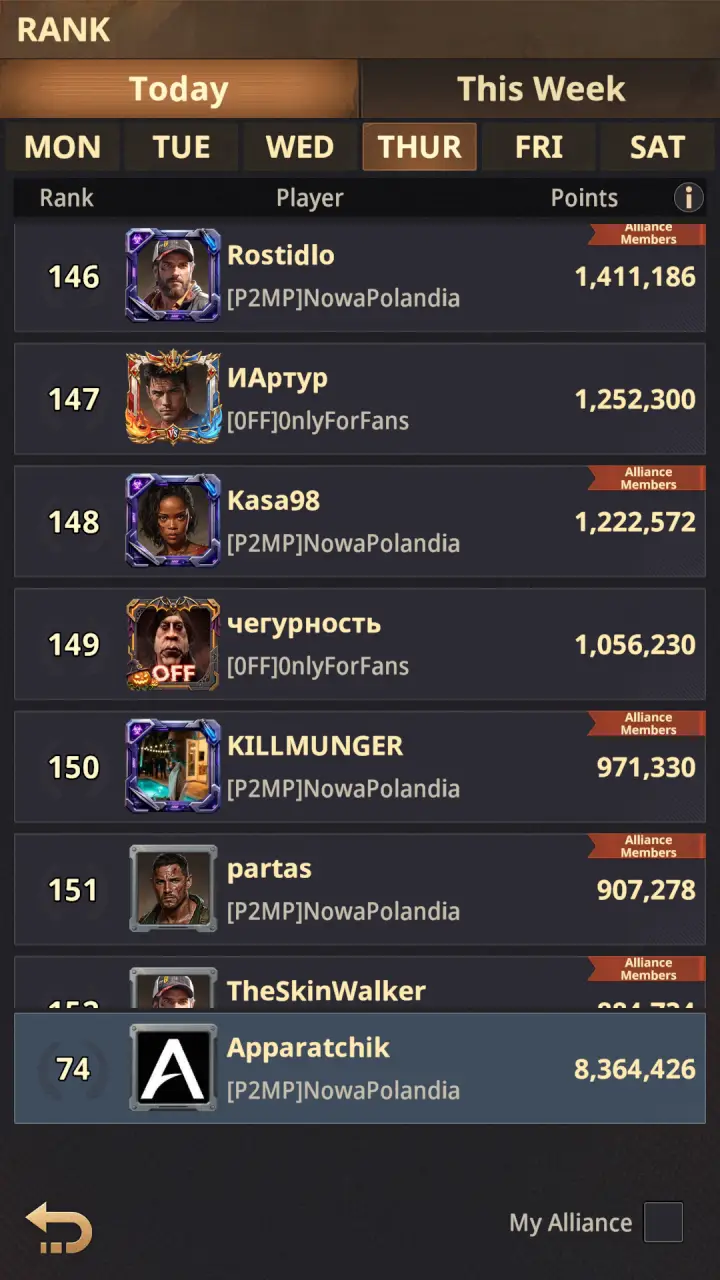 RANK
Today
This Week
MON
TUE
WED
THUR
FRI
SAT
Rank
Player
Points
Alliance
Members
146
Rostidlo
[P2MP]NowaPolandia
1,411,186
147
ИАртур
[0FF]0nlyForFans
1,252,300
Alliance
Members
148
Kasa98
[P2MP]NowaPolandia
1,222,572
149
OFF
чегурность
[0FF]0nlyForFans
1,056,230
Alliance
Members
150
KILLMUNGER
[P2MP]NowaPolandia
971,330
Alliance
Members
151
partas
[P2MP]NowaPolandia
907,278
Alliance
Members
TheSkinWalker
74
Apparatchik
[P2MP]NowaPolandia
8,364,426
My Alliance